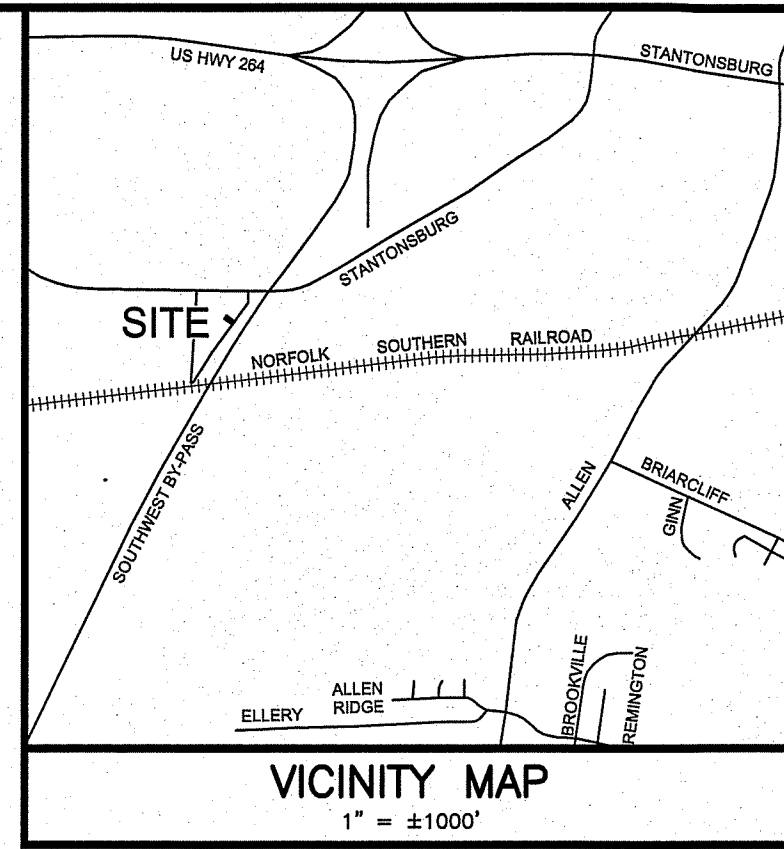 US HWY 264
STANTONSBURG
STANTONSBURG
SITE
NORFOLK SOUTHERN RAILROAD
SOUTHWEST BY-PASS
ALLEN
BRIARCLIFF
GINN
BROOKVILLE
REMINGTON
ALLEN
RIDGE
ELLERY
VICINITY MAP
1" = ±1000'